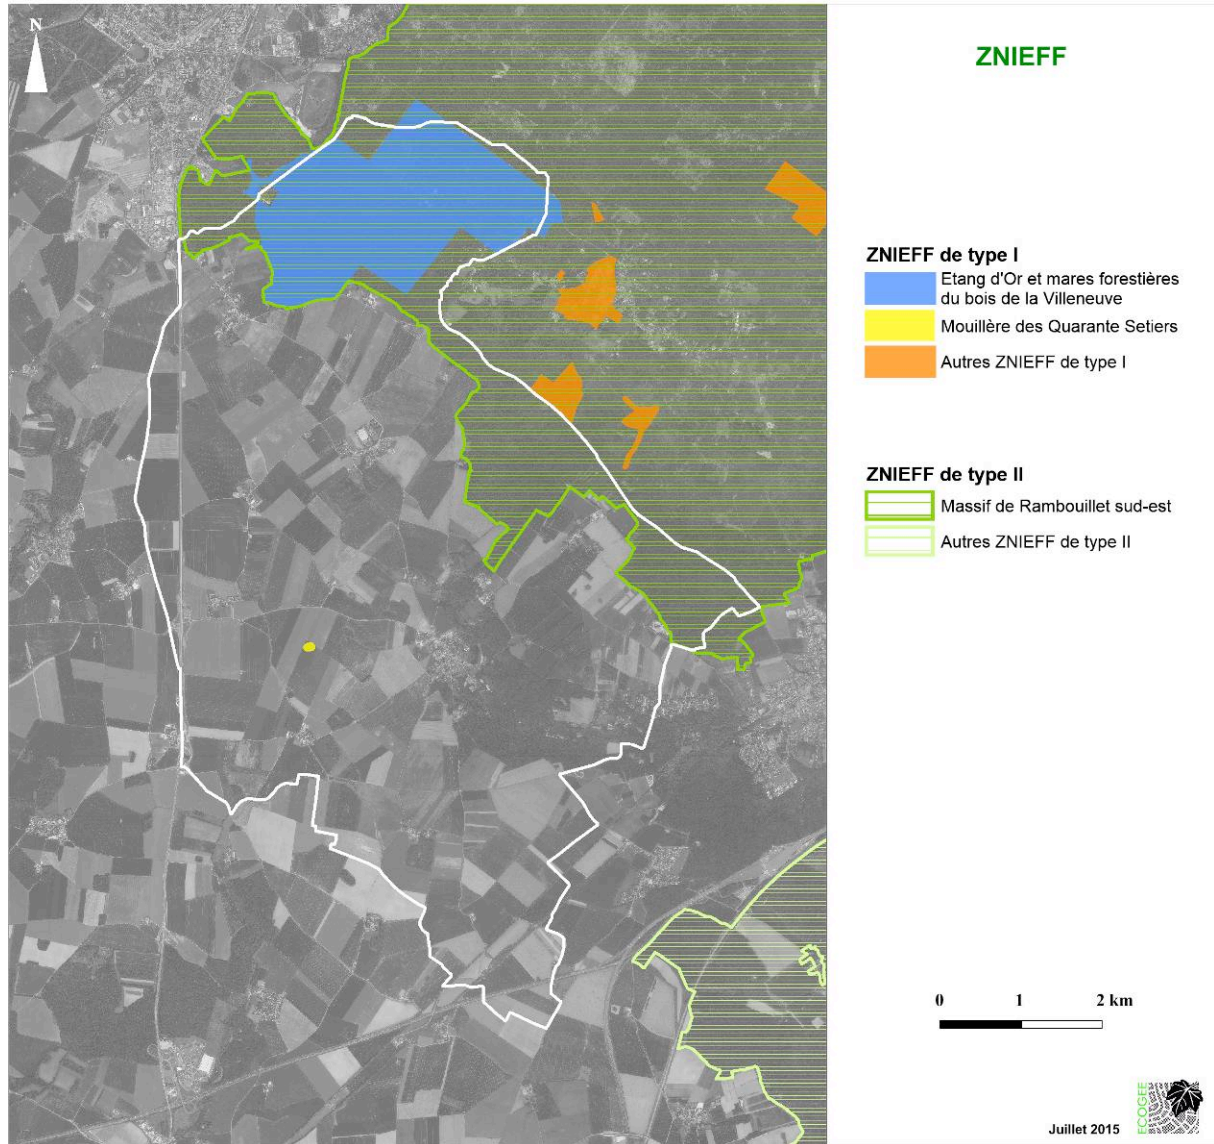 N
ZNIEFF
ZNIEFF de type I
Etang d'Or et mares forestières
du bois de la Villeneuve
Mouillère des Quarante Setiers
Autres ZNIEFF de type I
ZNIEFF de type II
Massif de Rambouillet sud-est
Autres ZNIEFF de type II
0 1 2 km
Juillet 2015
ECOGEE